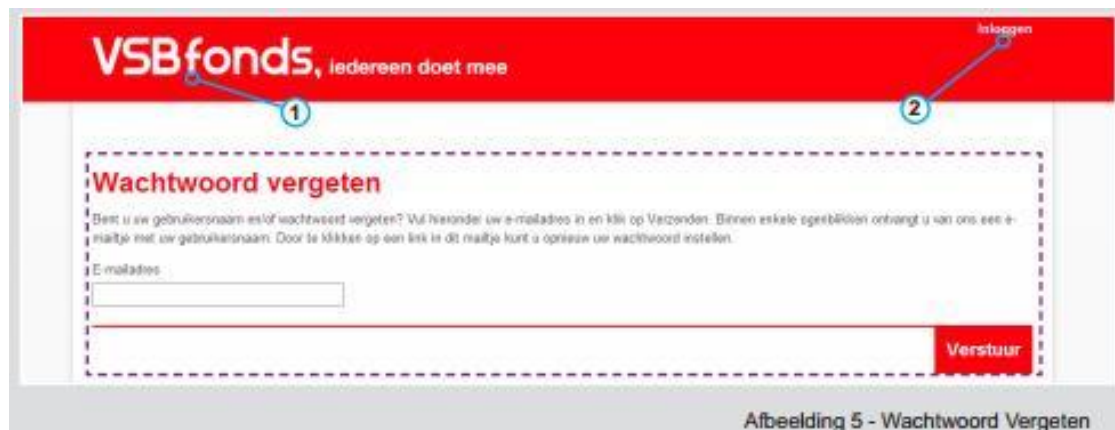 Inloggen
VSBfonds, iedereen doet mee
1
2
Wachtwoord vergeten
Bent u uw gebruikersnaam en/of wachtwoord vergeten? Vul hieronder uw e-mailadres in en klik op Verzenden. Binnen enkele ogenblikken ontvangt u van ons een e-
mailtje met uw gebruikersnaam. Door te klikken op een link in dit mailtje kunt u opnieuw uw wachtwoord instellen.
E-mailadres
Verstuur
Afbeelding 5 - Wachtwoord Vergeten